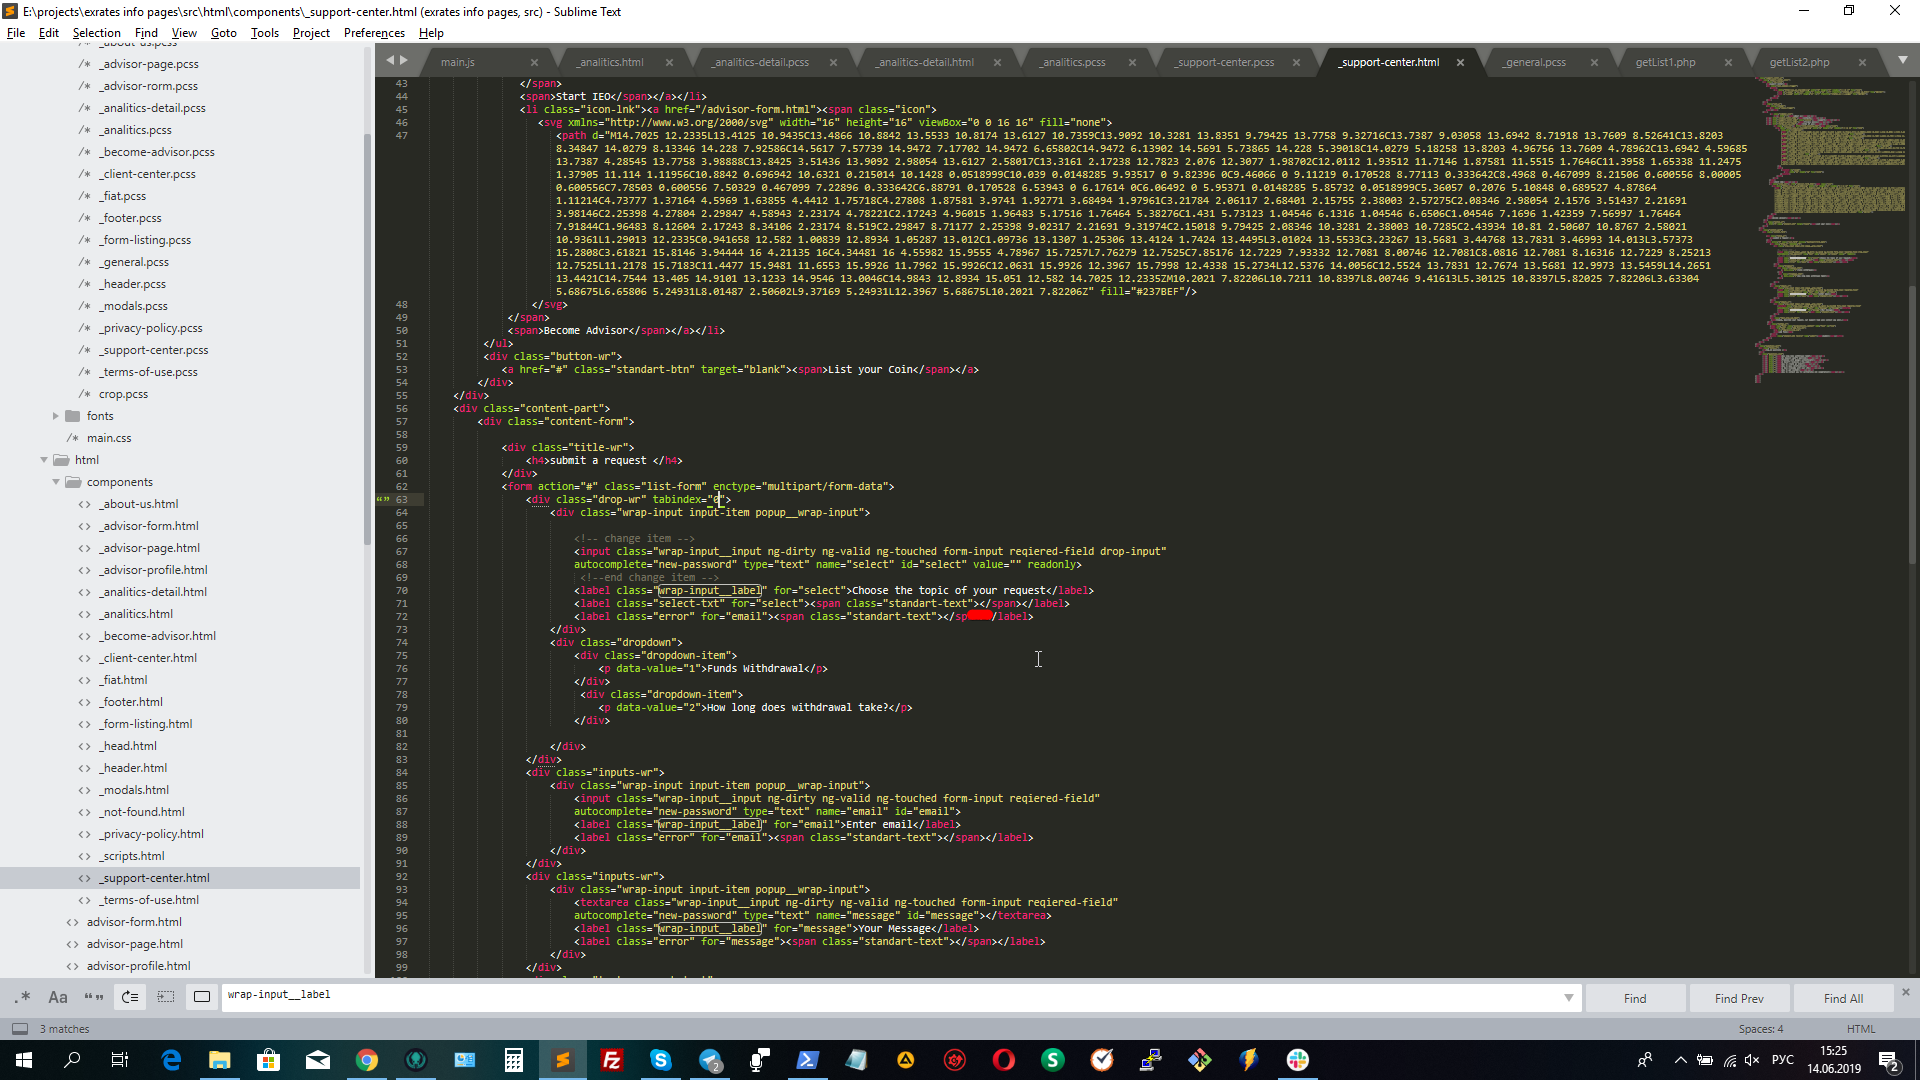 E:\projects\exrates info pages\src\html\components\_support-center.html (exrates info pages, src) - Sublime Text
File Edit Selection Find View Goto Tools Project Preferences Help
_about-us.pcss
/* _advisor-page.pcss
/* _advisor-rorm.pcss
/* _analitics-detail.pcss
/* _analitics.pcss
/* _become-advisor.pcss
/* _client-center.pcss
/* _fiat.pcss
/* _footer.pcss
/* _form-listing.pcss
/* _general.pcss
/* _header.pcss
/* _modals.pcss
/* _privacy-policy.pcss
/* _support-center.pcss
/* _terms-of-use.pcss
/* crop.pcss
fonts
/* main.css
html
components
<> _about-us.html
<> _advisor-form.html
<> _advisor-page.html
<> _advisor-profile.html
<> _analitics-detail.html
<> _analitics.html
<> _become-advisor.html
<> _client-center.html
<> _fiat.html
<> _footer.html
<> _form-listing.html
<> _head.html
<> _header.html
<> _modals.html
<> _not-found.html
<> _privacy-policy.html
<> _scripts.html
<> _support-center.html
<> _terms-of-use.html
<> advisor-form.html
<> advisor-page.html
<> advisor-profile.html
main.js _analitics.html _analitics-detail.pcss _analitics-detail.html _analitics.pcss _support-center.pcss _support-center.html _general.pcss getList1.php getList2.php
43 </span>
44 <span>Start IEO</span></a></li>
45 <li class="icon-lnk"><a href="/advisor-form.html"><span class="icon">
46 <svg xmlns="http://www.w3.org/2000/svg" width="16" height="16" viewBox="0 0 16 16" fill="none">
47 <path d="M14.7025 12.2335L13.4125 10.9435C13.4866 10.8842 13.5533 10.8174 13.6127 10.7359C13.9092 10.3281 13.8351 9.79425 13.7758 9.32716C13.7387 9.03058 13.6942 8.71918 13.7609 8.52641C13.8203
8.34847 14.0279 8.13346 14.228 7.92586C14.5617 7.57739 14.9472 7.17702 14.9472 6.65802C14.9472 6.13902 14.5691 5.73865 14.228 5.39018C14.0279 5.18258 13.8203 4.96756 13.7609 4.78962C13.6942 4.59685
13.7387 4.28545 13.7758 3.98888C13.8425 3.51436 13.9092 2.98054 13.6127 2.58017C13.3161 2.17238 12.7823 2.076 12.3077 1.98702C12.0112 1.93512 11.7146 1.87581 11.5515 1.7646C11.3958 1.65338 11.2475
1.37905 11.114 1.11956C10.8842 0.696942 10.6321 0.215014 10.1428 0.0518999C10.039 0.0148285 9.93517 0 9.82396 0C9.46066 0 9.11219 0.170528 8.77113 0.333642C8.4968 0.467099 8.21506 0.600556 8.00005
0.600556C7.78503 0.600556 7.50329 0.467099 7.22896 0.333642C6.88791 0.170528 6.53943 0 6.17614 0C6.06492 0 5.95371 0.0148285 5.85732 0.0518999C5.36057 0.2076 5.10848 0.689527 4.87864
1.11214C4.73777 1.37164 4.5969 1.63855 4.4412 1.75718C4.27808 1.87581 3.9741 1.92771 3.68494 1.97961C3.21784 2.06117 2.68401 2.15755 2.38003 2.57275C2.08346 2.98054 2.1576 3.51437 2.21691
3.98146C2.25398 4.27804 2.29847 4.58943 2.23174 4.78221C2.17243 4.96015 1.96483 5.17516 1.76464 5.38276C1.431 5.73123 1.04546 6.1316 1.04546 6.6506C1.04546 7.1696 1.42359 7.56997 1.76464
7.91844C1.96483 8.12604 2.17243 8.34106 2.23174 8.519C2.29847 8.71177 2.25398 9.02317 2.21691 9.31974C2.15018 9.79425 2.08346 10.3281 2.38003 10.7285C2.43934 10.81 2.50607 10.8767 2.58021
10.9361L1.29013 12.2335C0.941658 12.582 1.00839 12.8934 1.05287 13.012C1.09736 13.1307 1.25306 13.4124 1.7424 13.4495L3.01024 13.5533C3.23267 13.5681 3.44768 13.7831 3.46993 14.013L3.57373
15.2808C3.61821 15.8146 3.94444 16 4.21135 16C4.34481 16 4.55982 15.9555 4.78967 15.7257L7.76279 12.7525C7.85176 12.7229 7.93332 12.7081 8.00746 12.7081C8.0816 12.7081 8.16316 12.7229 8.25213
12.7525L11.2178 15.7183C11.4477 15.9481 11.6553 15.9926 11.7962 15.9926C12.0631 15.9926 12.3967 15.7998 12.4338 15.2734L12.5376 14.0056C12.5524 13.7831 12.7674 13.5681 12.9973 13.5459L14.2651
13.4421C14.7544 13.405 14.9101 13.1233 14.9546 13.0046C14.9843 12.8934 15.051 12.582 14.7025 12.2335ZM10.2021 7.82206L10.7211 10.8397L8.00746 9.41613L5.30125 10.8397L5.82025 7.82206L3.63304
5.68675L6.65806 5.24931L8.01487 2.50602L9.37169 5.24931L12.3967 5.68675L10.2021 7.82206Z" fill="#237BEF"/>
48 </svg>
49 </span>
50 <span>Become Advisor</span></a></li>
51 </ul>
52 <div class="button-wr">
53 <a href="#" class="standart-btn" target="blank"><span>List your Coin</span></a>
54 </div>
55 </div>
56 <div class="content-part">
57 <div class="content-form">
58
59 <div class="title-wr">
60 <h4>submit a request </h4>
61 </div>
62 <form action="#" class="list-form" enctype="multipart/form-data">
63 <div class="drop-wr" tabindex="0">
64 <div class="wrap-input input-item popup__wrap-input">
65
66 <!-- change item -->
67 <input class="wrap-input__input ng-dirty ng-valid ng-touched form-input reqiered-field drop-input"
68 autocomplete="new-password" type="text" name="select" id="select" value="" readonly>
69 <!--end change item -->
70 <label class="wrap-input__label" for="select">Choose the topic of your request</label>
71 <label class="select-txt" for="select"><span class="standart-text"></span></label>
72 <label class="error" for="email"><span class="standart-text"></sp /label>
73 </div>
74 <div class="dropdown">
75 <div class="dropdown-item">
76 <p data-value="1">Funds Withdrawal</p>
77 </div>
78 <div class="dropdown-item">
79 <p data-value="2">How long does withdrawal take?</p>
80 </div>
81
82 </div>
83 </div>
84 <div class="inputs-wr">
85 <div class="wrap-input input-item popup__wrap-input">
86 <input class="wrap-input__input ng-dirty ng-valid ng-touched form-input reqiered-field"
87 autocomplete="new-password" type="text" name="email" id="email">
88 <label class="wrap-input__label" for="email">Enter email</label>
89 <label class="error" for="email"><span class="standart-text"></span></label>
90 </div>
91 </div>
92 <div class="inputs-wr">
93 <div class="wrap-input input-item popup__wrap-input">
94 <textarea class="wrap-input__input ng-dirty ng-valid ng-touched form-input reqiered-field"
95 autocomplete="new-password" type="text" name="message" id="message"></textarea>
96 <label class="wrap-input__label" for="message">Your Message</label>
97 <label class="error" for="message"><span class="standart-text"></span></label>
98 </div>
99 </div>
.* Aa “” wrap-input__label Find Find Prev Find All
3 matches Spaces: 4 HTML
РУС 15:25
14.06.2019